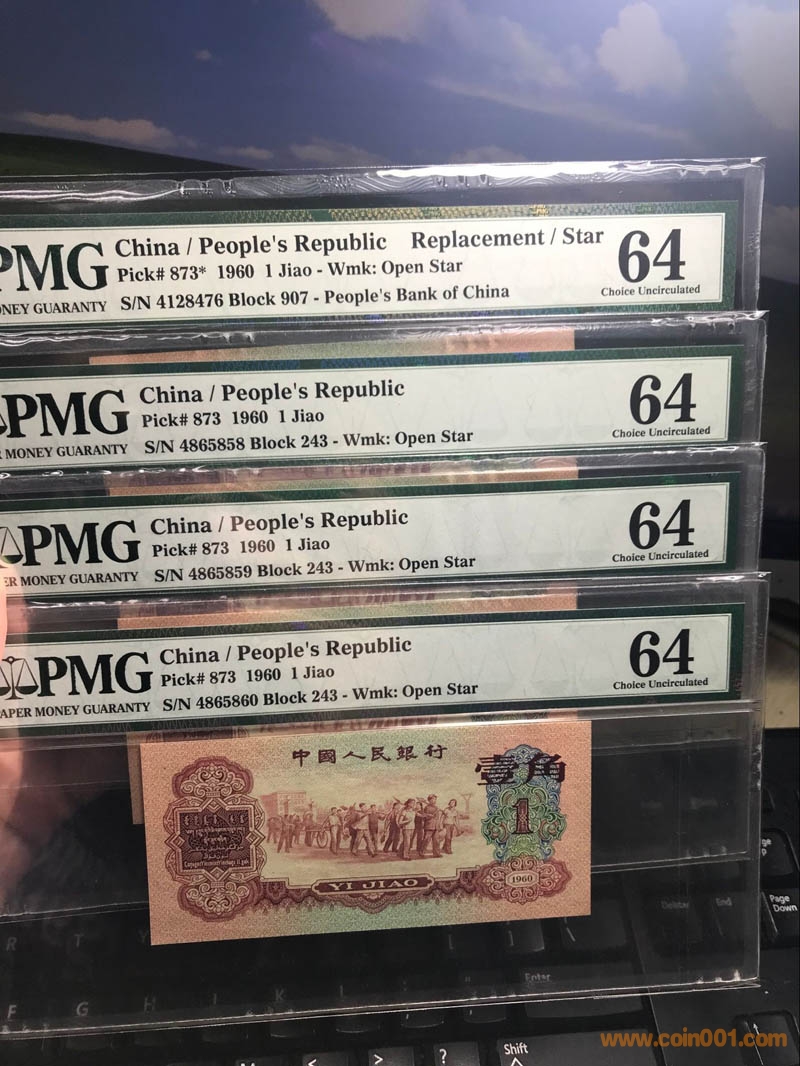 PMG
China / People's Republic Replacement / Star
Pick# 873* 1960 1 Jiao - Wmk: Open Star
S/N 4128476 Block 907 - People's Bank of China
64
Choice Uncirculated
GUARANTY
PMG
China / People's Republic
Pick# 873 1960 1 Jiao
S/N 4865858 Block 243 - Wmk: Open Star
64
Choice Uncirculated
MONEY GUARANTY
PMG
China / People's Republic
Pick# 873 1960 1 Jiao
S/N 4865859 Block 243 - Wmk: Open Star
64
Choice Uncirculated
MONEY GUARANTY
PMG
China / People's Republic
Pick# 873 1960 1 Jiao
S/N 4865860 Block 243 - Wmk: Open Star
64
Choice Uncirculated
MONEY GUARANTY
中國人民銀行
壹角
1
YI JIAO
1960
Delete
End
Page
Down
Enter
R
T
F
G
H
J
K
L
<
>
?
Shift
www.coin001.com